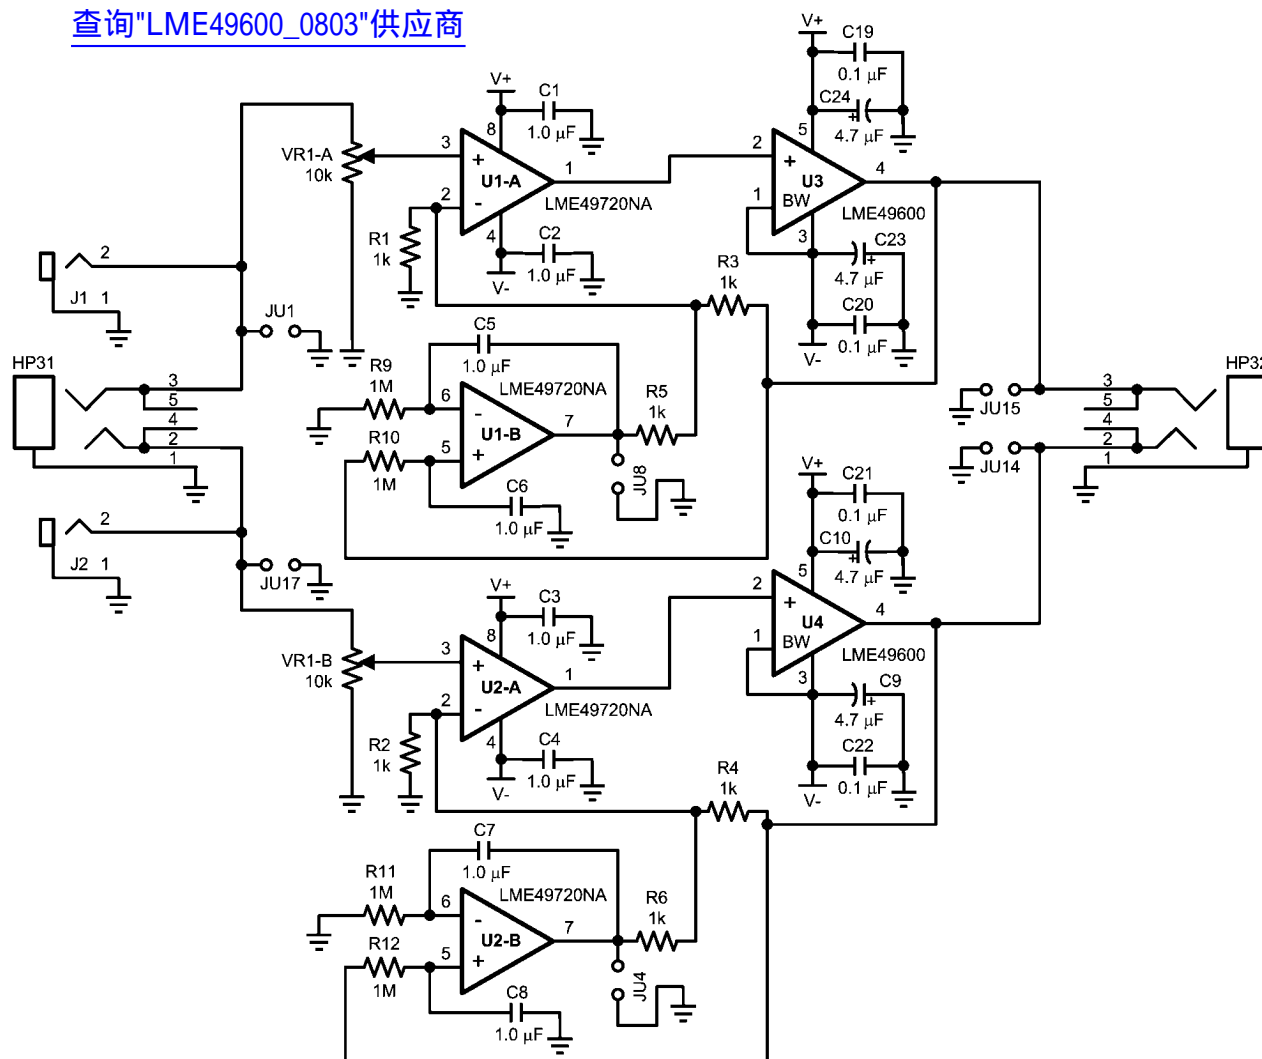 查询"LME49600_0803"供应商
V+
C19
0.1 µF
C24
+
4.7 µF
V+
C1
1.0 µF
8
5
VR1-A
10k
3
+
U1-A
1
2
-
LME49720NA
2
+
U3
4
1
BW
LME49600
R1
1k
4
C2
1.0 µF
V-
3
C23
+
4.7 µF
R3
1k
C20
0.1 µF
V-
2
J1 1
JU1
HP31
3
5
4
2
1
C5
1.0 µF
LME49720NA
R9
1M
6
-
U1-B
7
5
+
R10
1M
R5
1k
JU8
C6
1.0 µF
HP32
3
5
4
2
1
JU15
JU14
2
J2 1
JU17
V+
C21
0.1 µF
C10
+
4.7 µF
V+
C3
1.0 µF
8
5
VR1-B
10k
3
+
U2-A
1
2
-
LME49720NA
2
+
U4
4
1
BW
LME49600
R2
1k
4
C4
1.0 µF
V-
3
C9
+
4.7 µF
R4
1k
C22
0.1 µF
V-
C7
1.0 µF
LME49720NA
R11
1M
6
-
U2-B
7
5
+
R12
1M
R6
1k
JU4
C8
1.0 µF